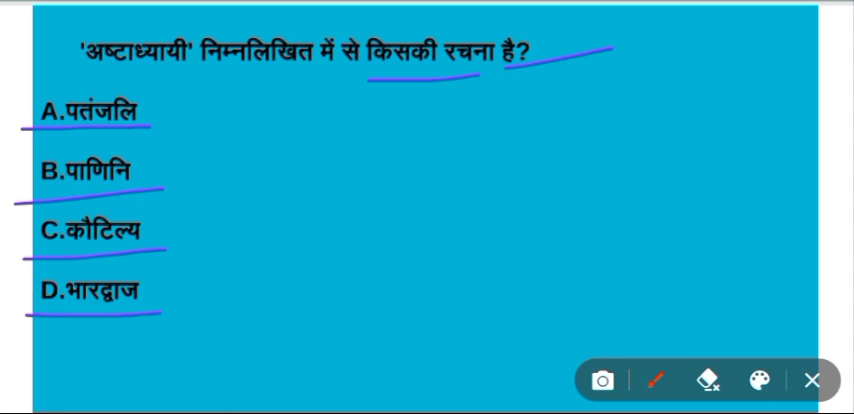 'अष्टाध्यायी' निम्नलिखित में से किसकी रचना है?
A.पतंजलि
B.पाणिनि
C.कौटिल्य
D.भारद्वाज